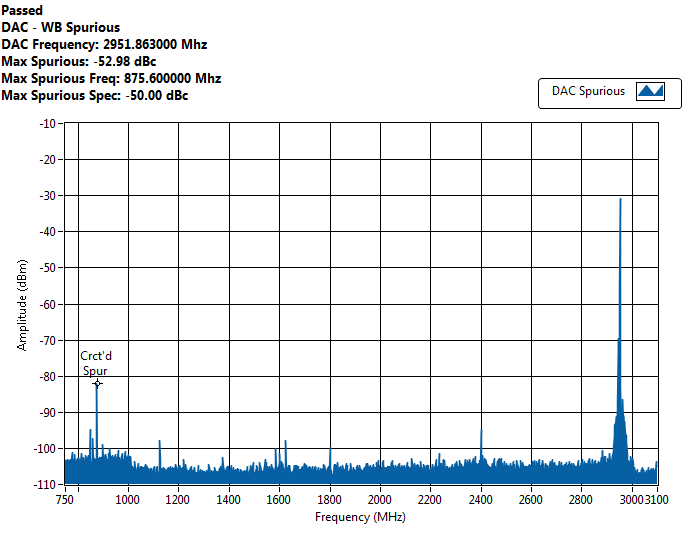 Passed
DAC - WB Spurious
DAC Frequency: 2951.863000 Mhz
Max Spurious: -52.98 dBc
Max Spurious Freq: 875.600000 Mhz
Max Spurious Spec: -50.00 dBc
DAC Spurious
-10
-20
-30
-40
-50
-60
-70
-80
-90
-100
-110
Amplitude (dBm)
Crct'd
Spur
750 1000 1200 1400 1600 1800 2000 2200 2400 2600 2800 3000 3100
Frequency (MHz)